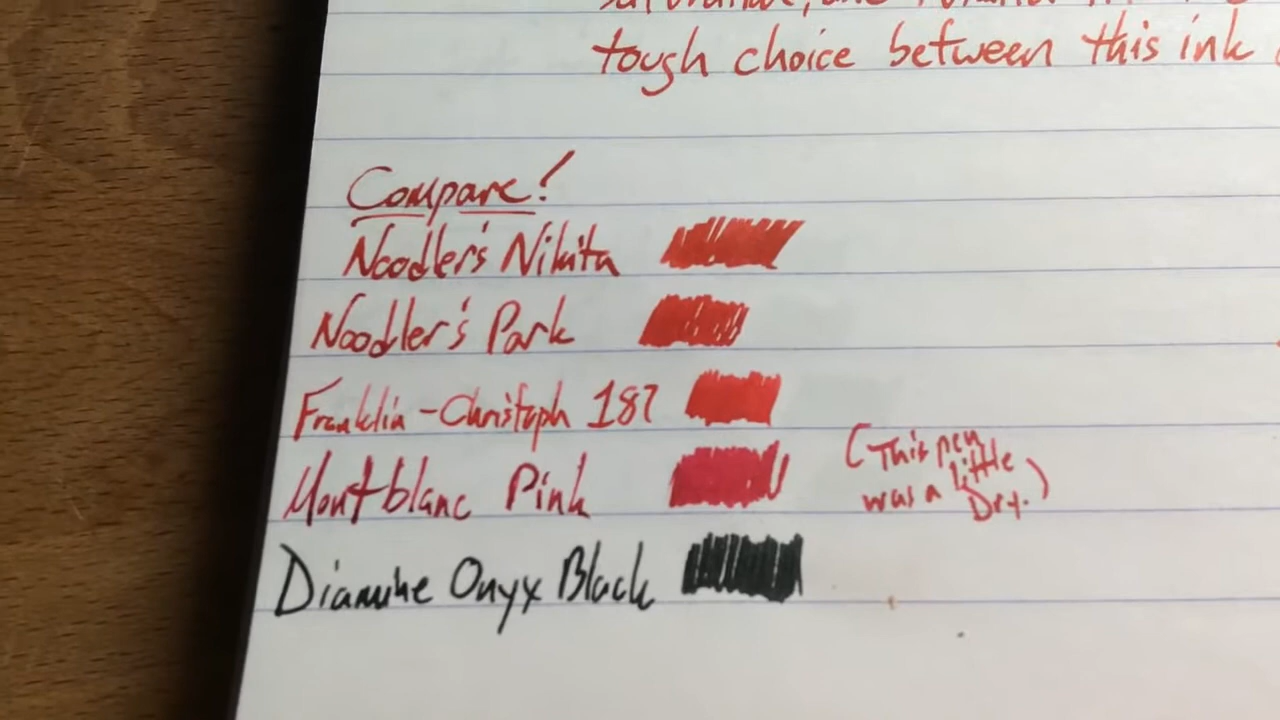 tough choice between this ink
Compare!
Noodler's Nikita
Noodler's Park
Franklin-Christoph 187
Montblanc Pink
(This pen
was a little
Dry.)
Diamine Onyx Black